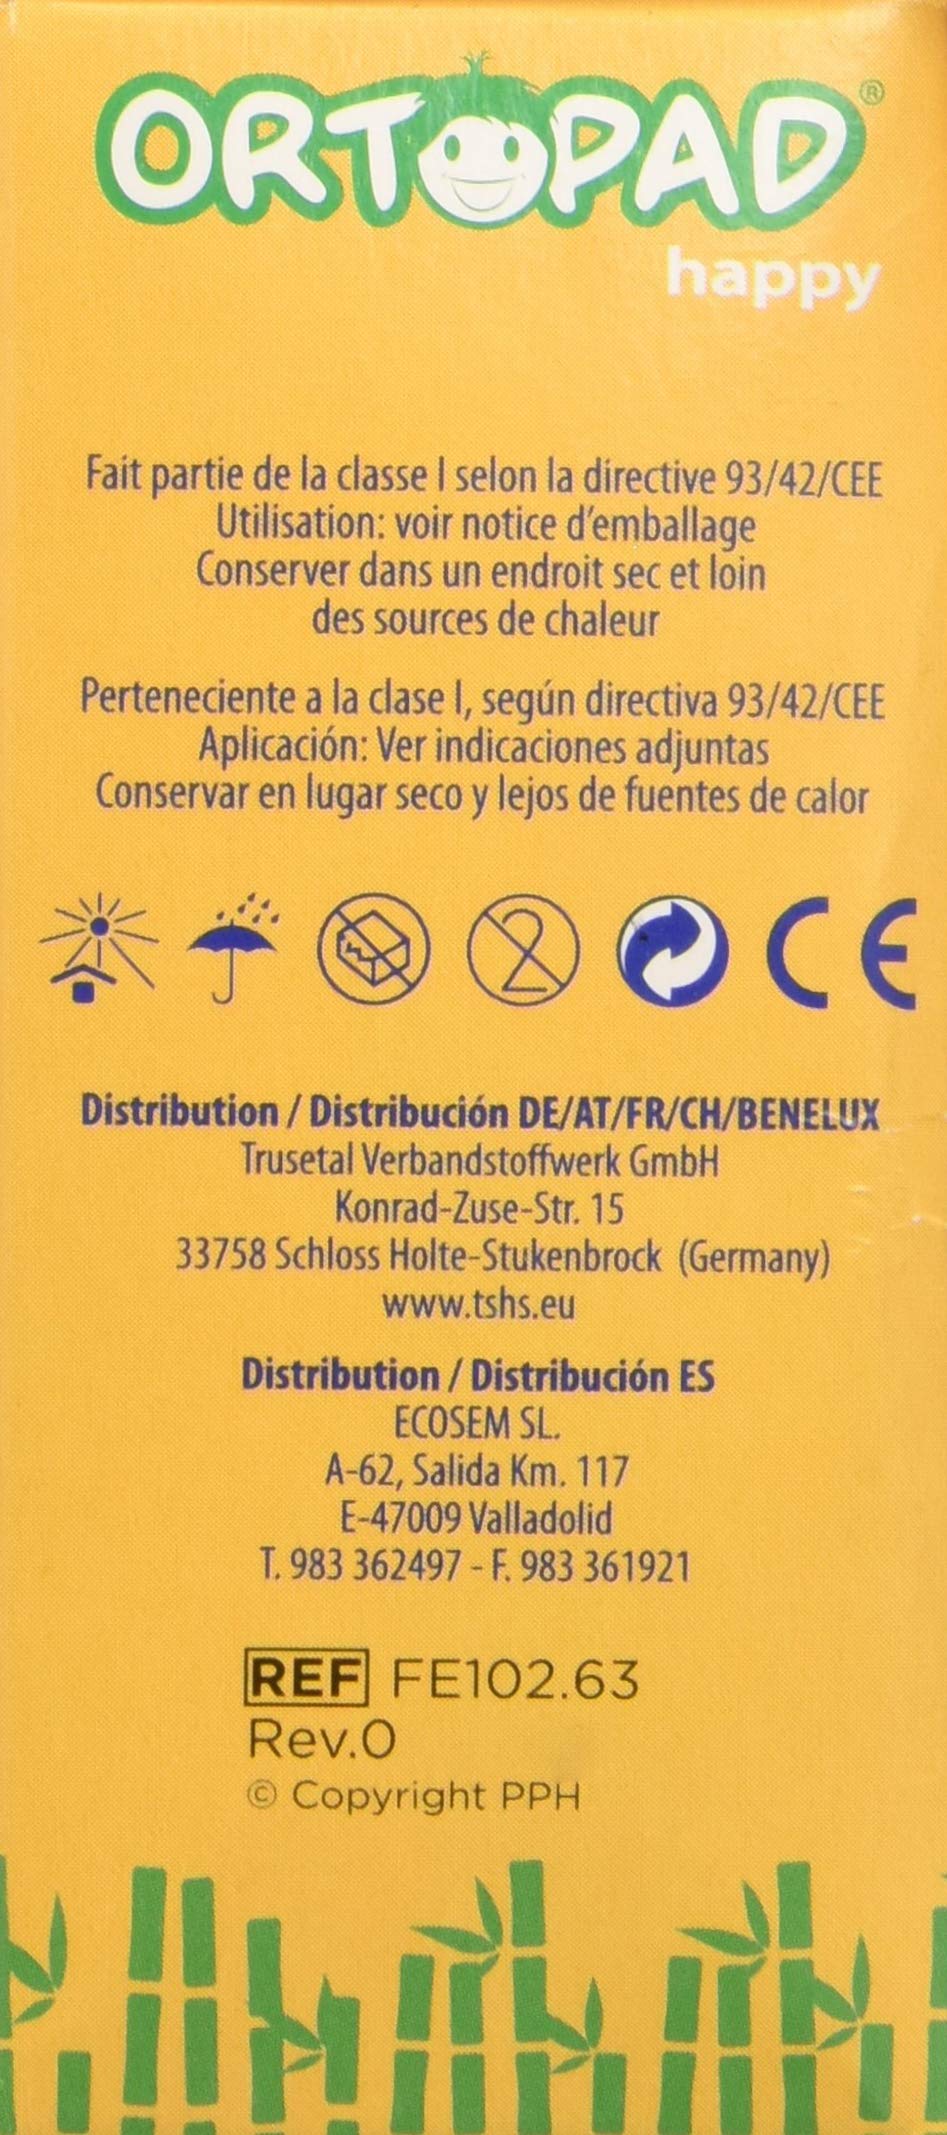 ORTOPAD®
happy
Fait partie de la classe I selon la directive 93/42/CEE
Utilisation: voir notice d'emballage
Conserver dans un endroit sec et loin
des sources de chaleur
Perteneciente a la clase I, según directiva 93/42/CEE
Aplicación: Ver indicaciones adjuntas
Conservar en lugar seco y lejos de fuentes de calor
2 CE
Distribution / Distribución DE/AT/FR/CH/BENELUX
Trusetal Verbandstoffwerk GmbH
Konrad-Zuse-Str. 15
33758 Schloss Holte-Stukenbrock (Germany)
www.tshs.eu
Distribution / Distribución ES
ECOSEM SL.
A-62, Salida Km. 117
E-47009 Valladolid
T. 983 362497 - F. 983 361921
REF FE102.63
Rev.0
© Copyright PPH